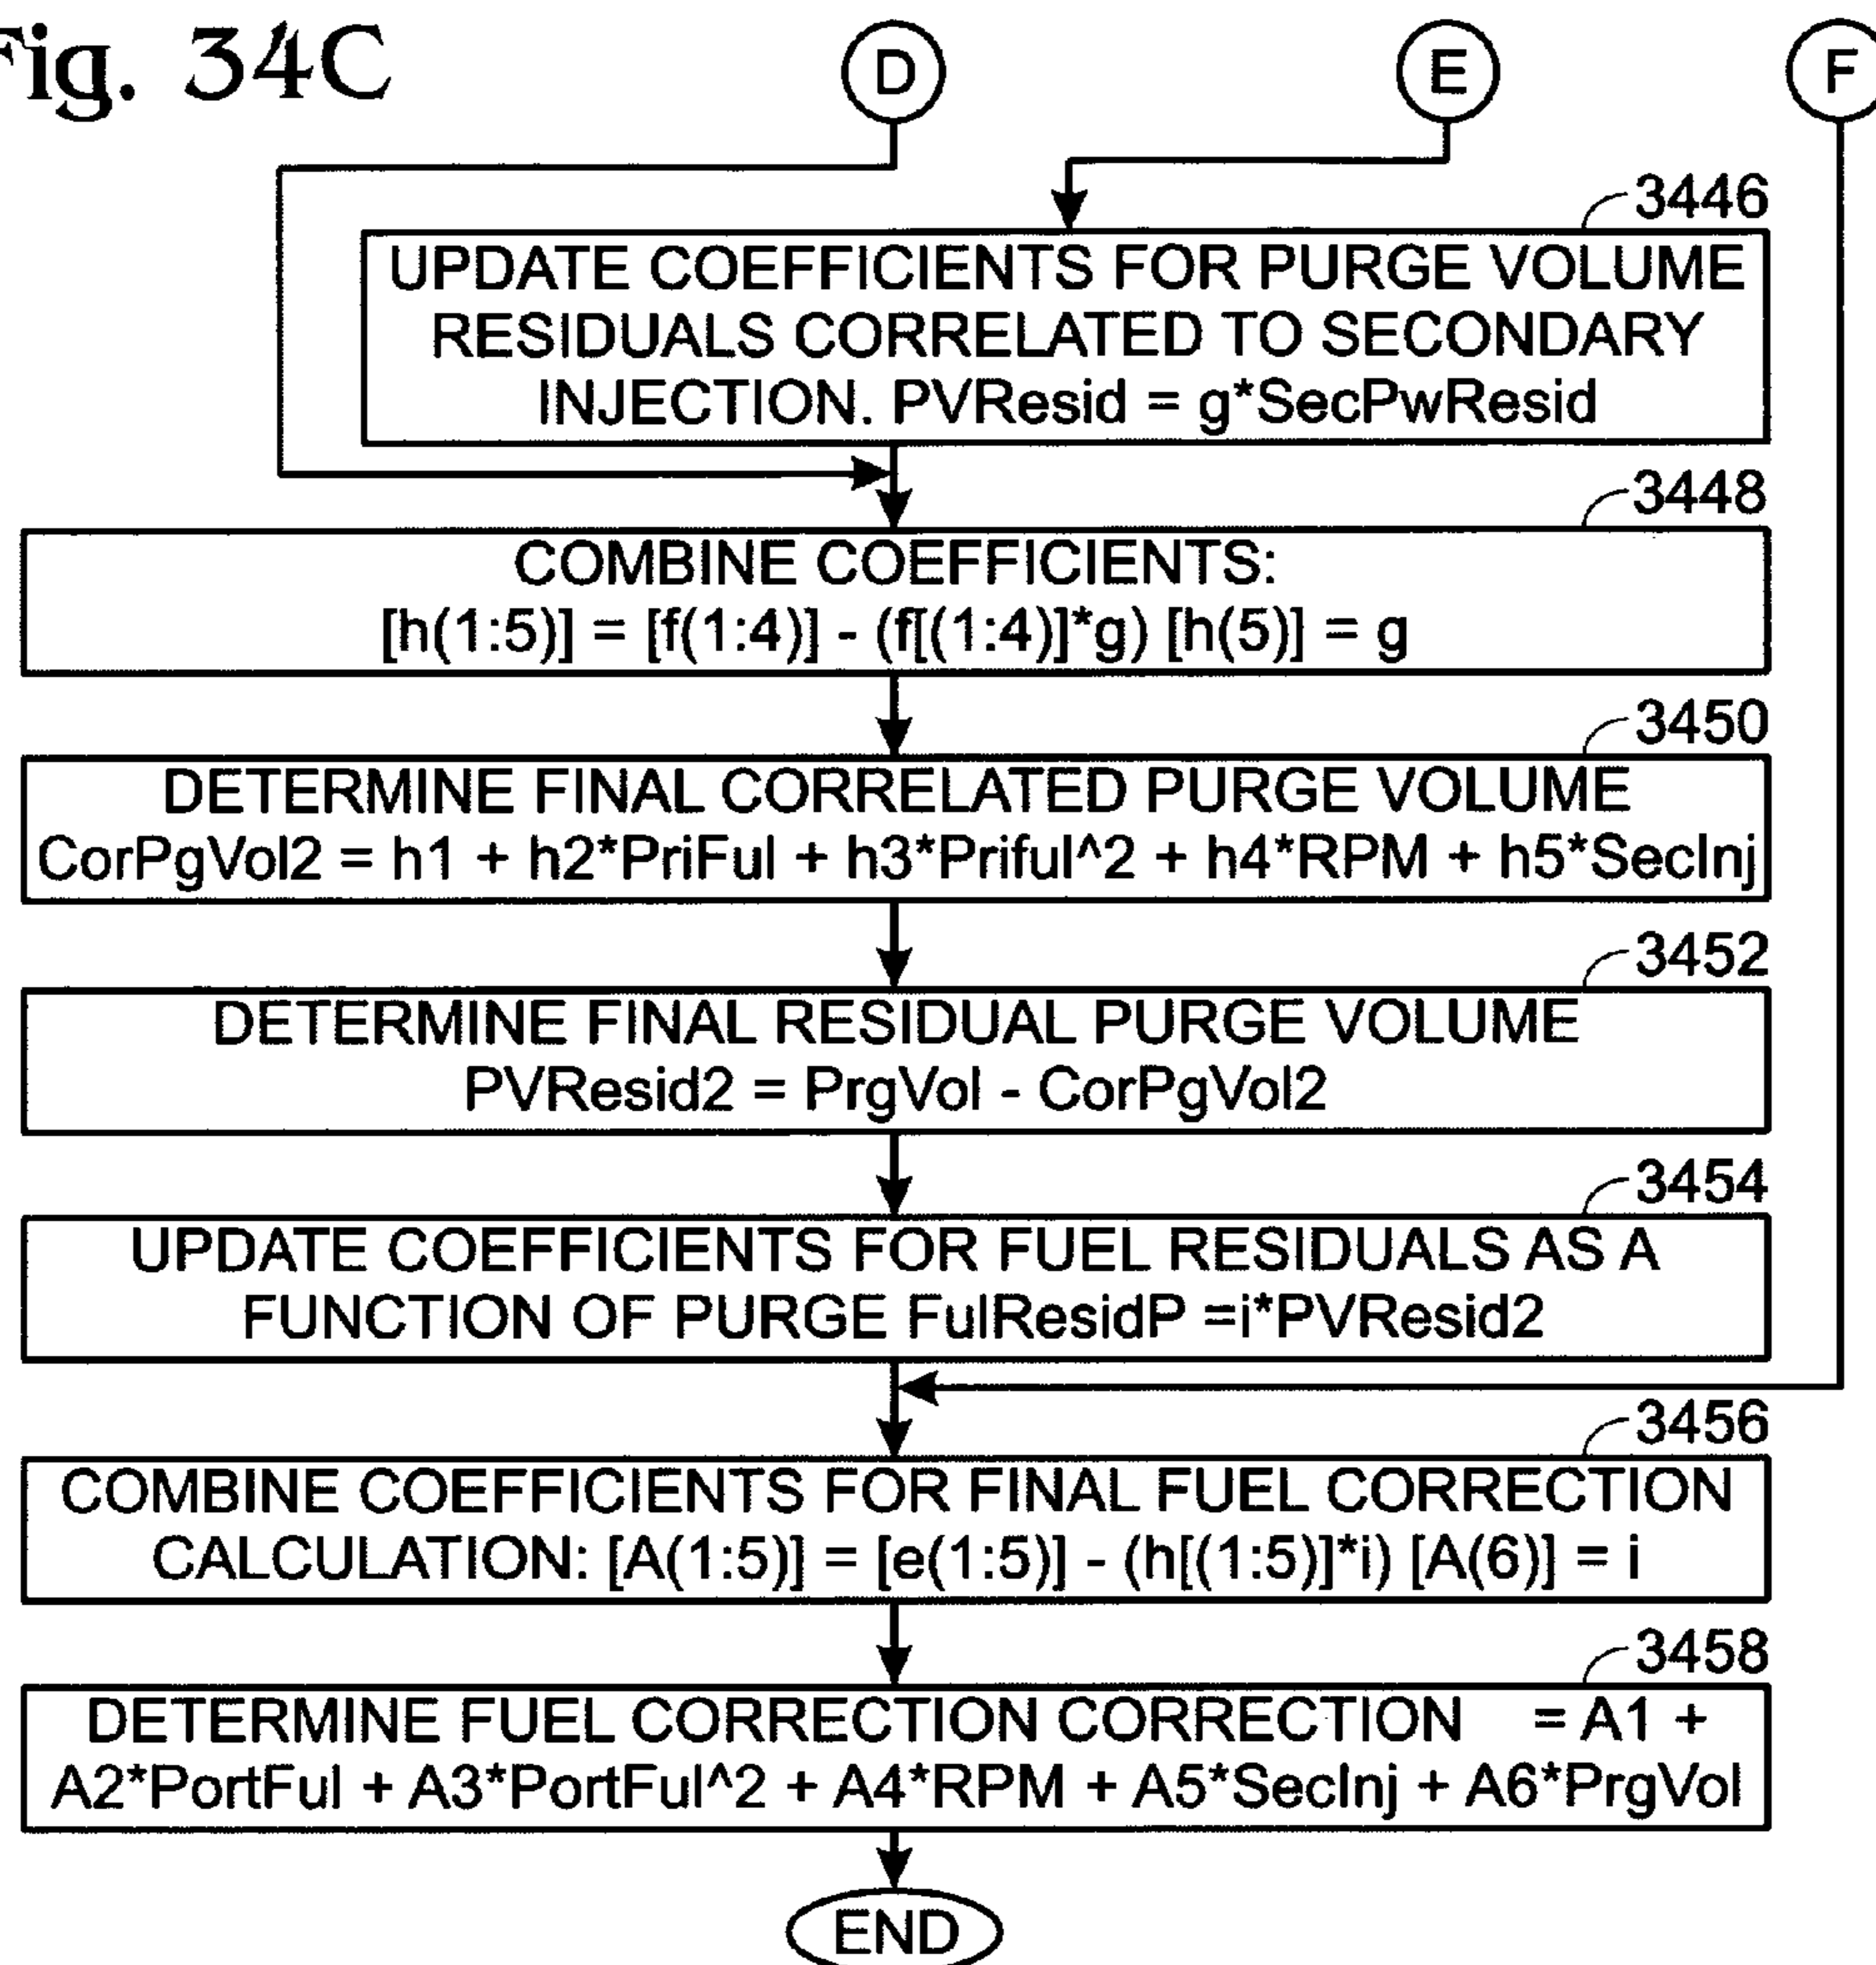 Fig. 34C
D
E
F
3446
UPDATE COEFFICIENTS FOR PURGE VOLUME
RESIDUALS CORRELATED TO SECONDARY
INJECTION. PVResid = g*SecPwResid
3448
COMBINE COEFFICIENTS:
[h(1:5)] = [f(1:4)] - (f[(1:4)]*g) [h(5)] = g
3450
DETERMINE FINAL CORRELATED PURGE VOLUME
CorPgVol2 = h1 + h2*PriFul + h3*Priful^2 + h4*RPM + h5*SecInj
3452
DETERMINE FINAL RESIDUAL PURGE VOLUME
PVResid2 = PrgVol - CorPgVol2
3454
UPDATE COEFFICIENTS FOR FUEL RESIDUALS AS A
FUNCTION OF PURGE FulResidP =i*PVResid2
3456
COMBINE COEFFICIENTS FOR FINAL FUEL CORRECTION
CALCULATION: [A(1:5)] = [e(1:5)] - (h[(1:5)]*i) [A(6)] = i
3458
DETERMINE FUEL CORRECTION CORRECTION = A1 +
A2*PortFul + A3*PortFul^2 + A4*RPM + A5*SecInj + A6*PrgVol
END